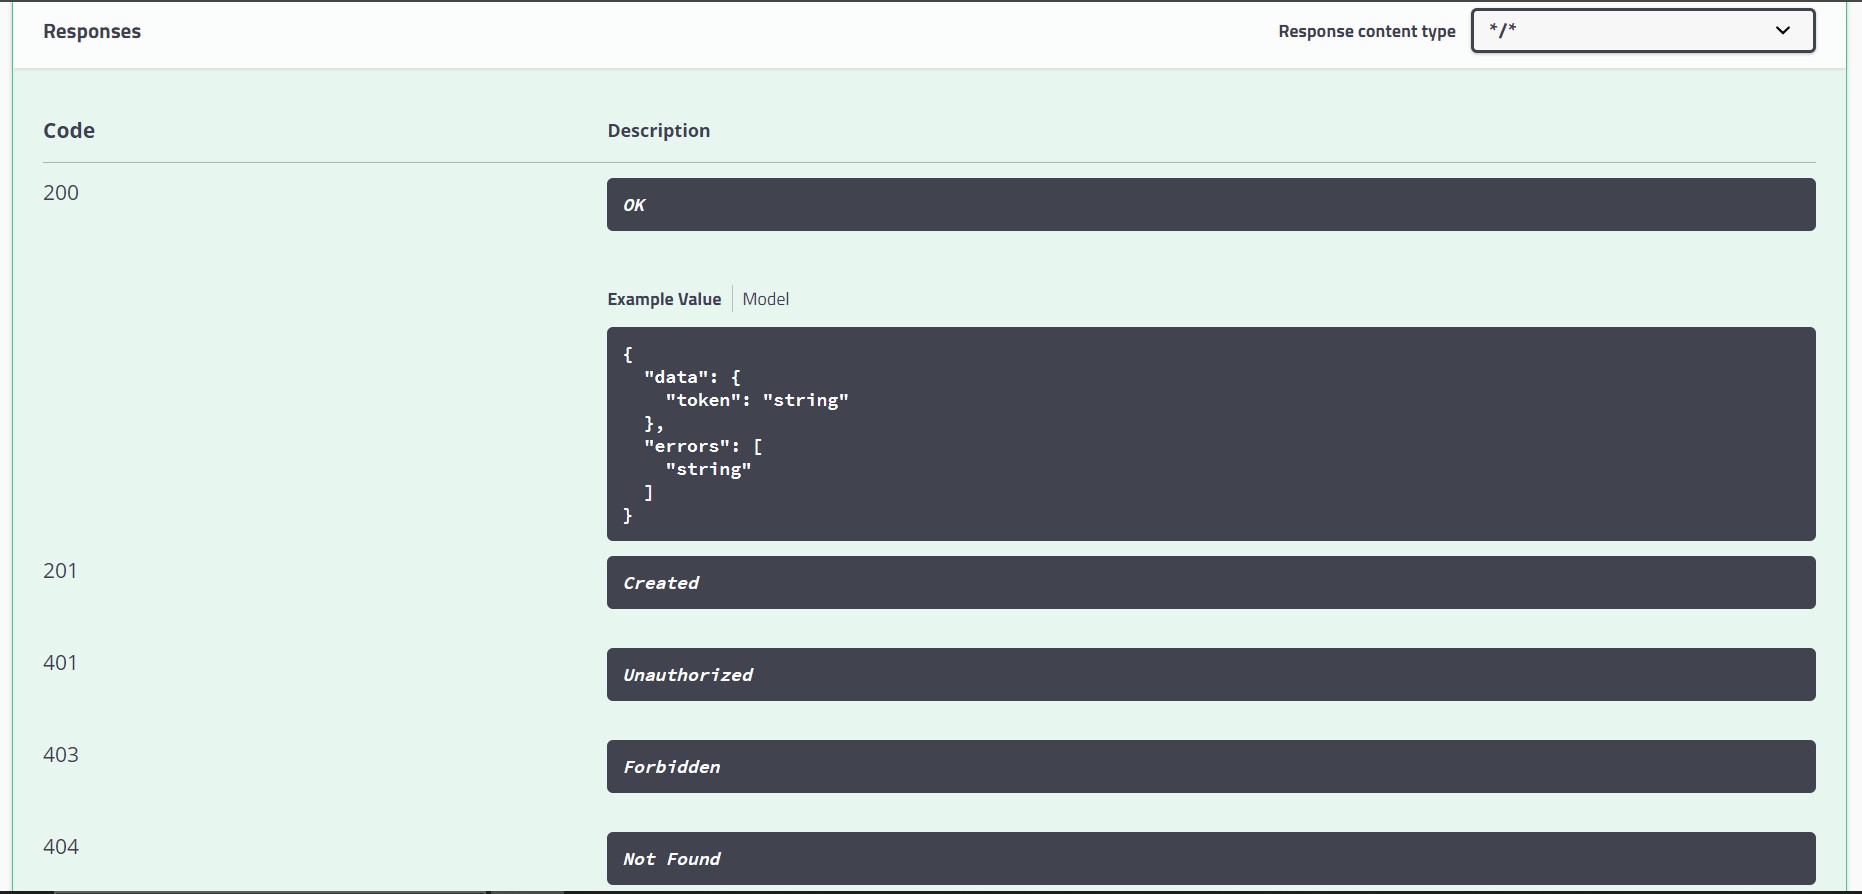 Responses
Response content type */*
Code Description
200 OK
Example Value Model
{
  "data": {
    "token": "string"
  },
  "errors": [
    "string"
  ]
}
201 Created
401 Unauthorized
403 Forbidden
404 Not Found